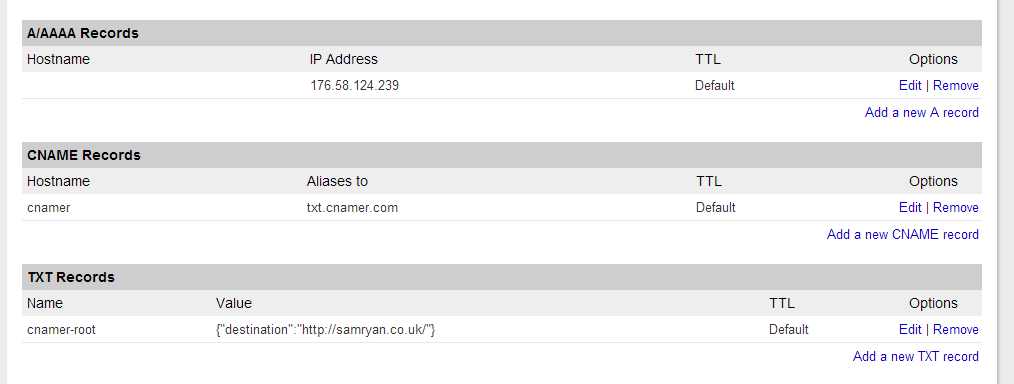 A/AAAA Records
Hostname IP Address TTL Options
176.58.124.239 Default Edit | Remove
Add a new A record
CNAME Records
Hostname Aliases to TTL Options
cnamer txt.cnamer.com Default Edit | Remove
Add a new CNAME record
TXT Records
Name Value TTL Options
cnamer-root {"destination":"http://samryan.co.uk/"} Default Edit | Remove
Add a new TXT record